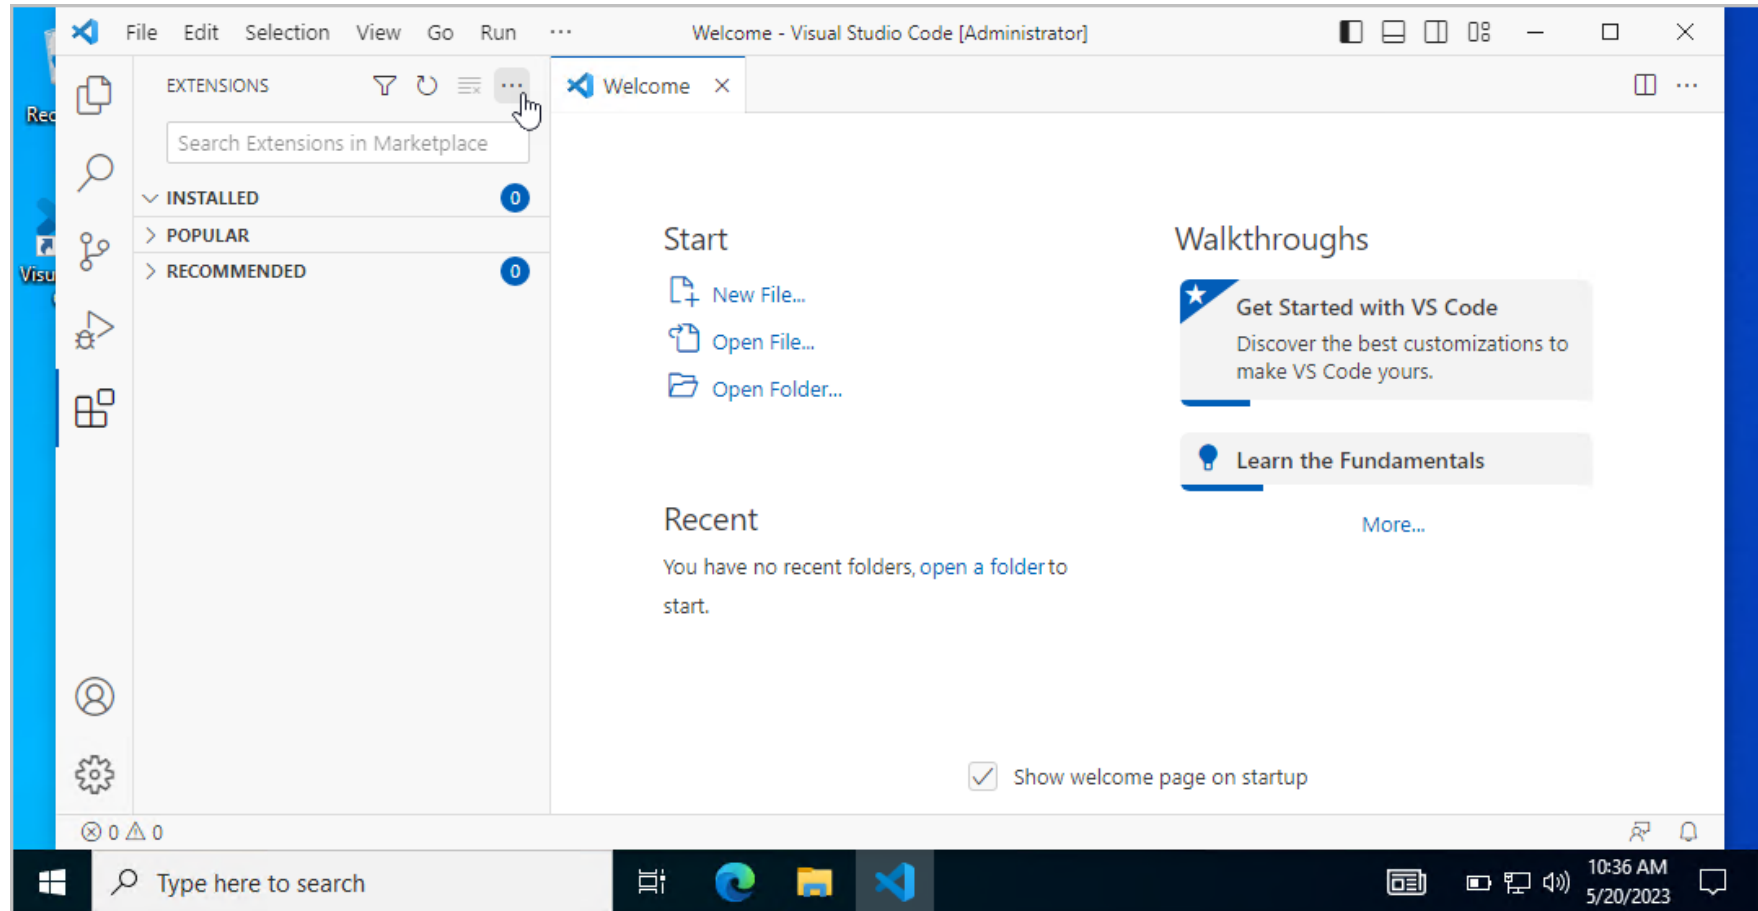 File Edit Selection View Go Run ···
Welcome - Visual Studio Code [Administrator]
EXTENSIONS
Welcome
Search Extensions in Marketplace
INSTALLED 0
POPULAR
RECOMMENDED 0
Start
New File...
Open File...
Open Folder...
Recent
You have no recent folders, open a folder to
start.
Walkthroughs
Get Started with VS Code
Discover the best customizations to
make VS Code yours.
Learn the Fundamentals
More...
Show welcome page on startup
0 0
Type here to search
10:36 AM
5/20/2023